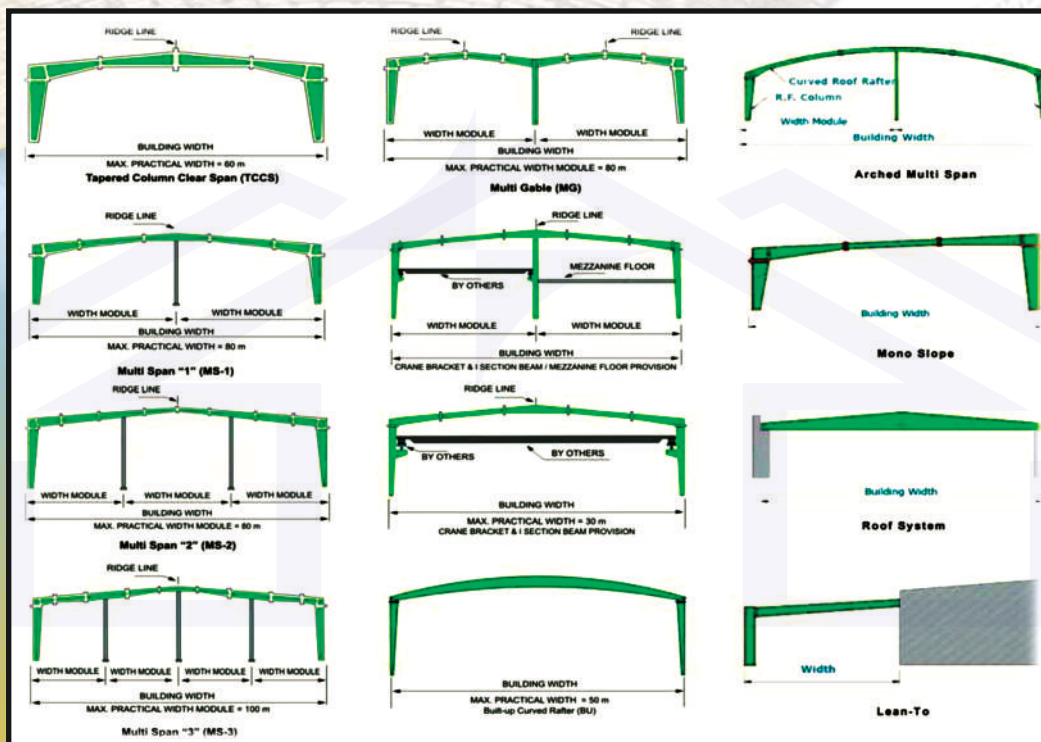 RIDGE LINE
BUILDING WIDTH
MAX. PRACTICAL WIDTH = 60 m
Tapered Column Clear Span (TCCS)
RIDGE LINE
RIDGE LINE
WIDTH MODULE
WIDTH MODULE
BUILDING WIDTH
MAX. PRACTICAL WIDTH MODULE = 80 m
Multi Gable (MG)
Curved Roof Rafter
R.F. Column
Width Module
Building Width
Arched Multi Span
RIDGE LINE
WIDTH MODULE
WIDTH MODULE
BUILDING WIDTH
MAX. PRACTICAL WIDTH = 80 m
Multi Span "1" (MS-1)
RIDGE LINE
MEZZANINE FLOOR
BY OTHERS
WIDTH MODULE
WIDTH MODULE
BUILDING WIDTH
CRANE BRACKET & I SECTION BEAM / MEZZANINE FLOOR PROVISION
Building Width
Mono Slope
RIDGE LINE
WIDTH MODULE
WIDTH MODULE
WIDTH MODULE
BUILDING WIDTH
MAX. PRACTICAL WIDTH MODULE = 80 m
Multi Span "2" (MS-2)
RIDGE LINE
BY OTHERS
BY OTHERS
BUILDING WIDTH
MAX. PRACTICAL WIDTH = 30 m
CRANE BRACKET & I SECTION BEAM PROVISION
Building Width
Roof System
RIDGE LINE
WIDTH MODULE
WIDTH MODULE
WIDTH MODULE
WIDTH MODULE
BUILDING WIDTH
MAX. PRACTICAL WIDTH MODULE = 100 m
Multi Span "3" (MS-3)
BUILDING WIDTH
MAX. PRACTICAL WIDTH = 50 m
Built-up Curved Rafter (BU)
Width
Lean-To